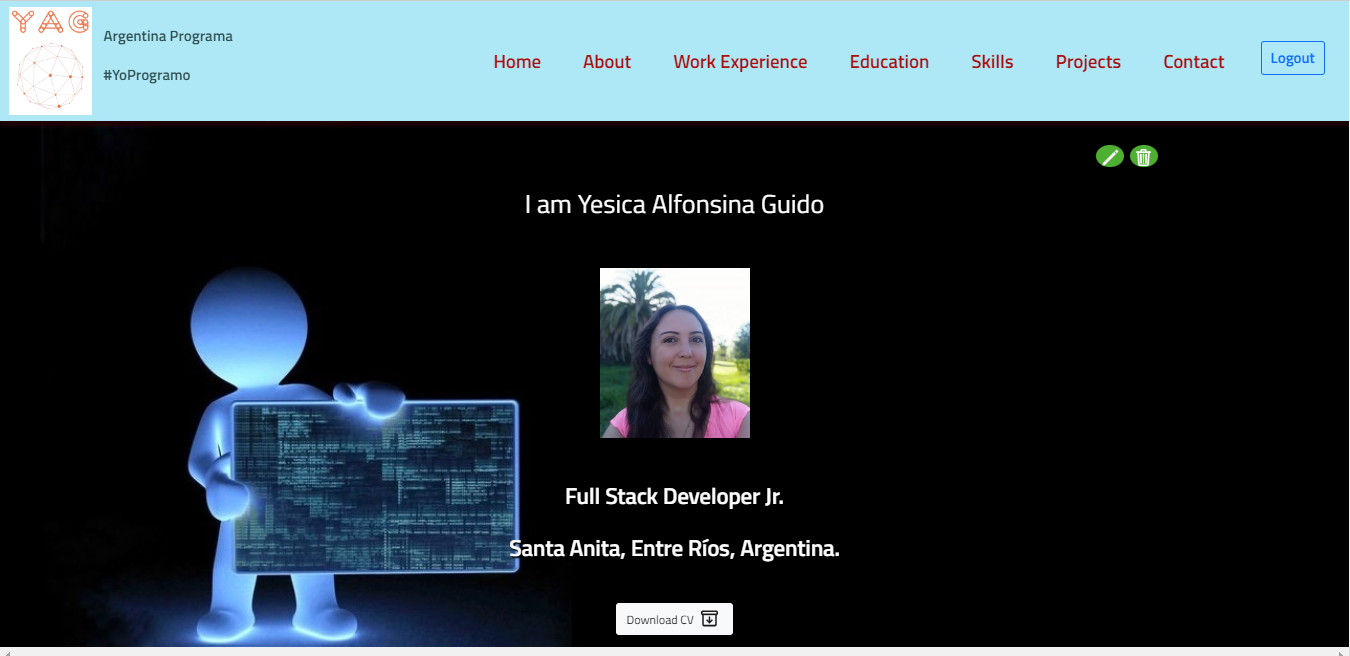 YAG
Argentina Programa
#YoProgramo
Home About Work Experience Education Skills Projects Contact Logout
I am Yesica Alfonsina Guido
Full Stack Developer Jr.
Santa Anita, Entre Ríos, Argentina.
Download CV